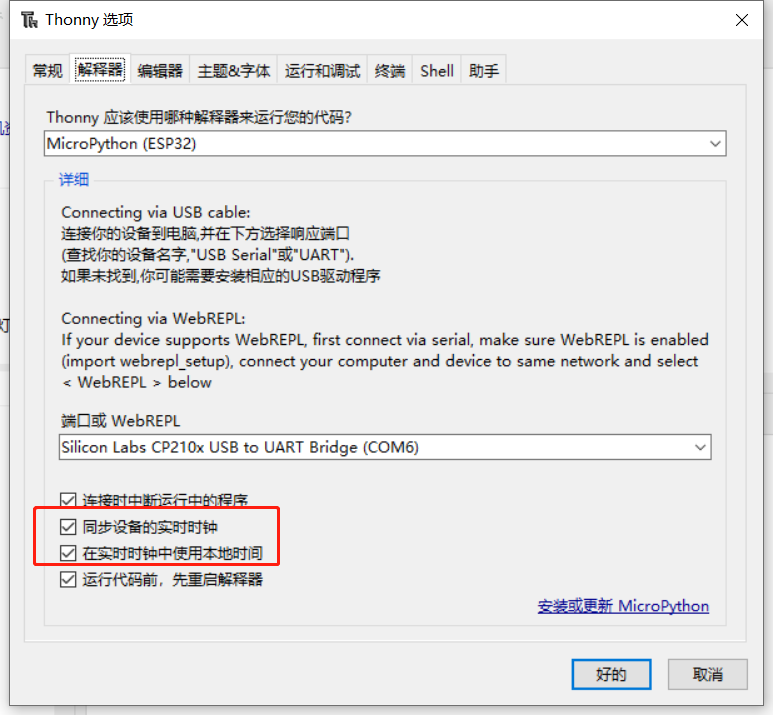 Thonny 选项
常规 解释器 编辑器 主题&字体 运行和调试 终端 Shell 助手
Thonny 应该使用哪种解释器来运行您的代码?
MicroPython (ESP32)
详细
Connecting via USB cable:
连接你的设备到电脑,并在下方选择响应端口
(查找你的设备名字,"USB Serial"或"UART").
如果未找到,你可能需要安装相应的USB驱动程序
Connecting via WebREPL:
If your device supports WebREPL, first connect via serial, make sure WebREPL is enabled
(import webrepl_setup), connect your computer and device to same network and select
< WebREPL > below
端口或 WebREPL
Silicon Labs CP210x USB to UART Bridge (COM6)
连接时中断运行中的程序
同步设备的实时时钟
在实时时钟中使用本地时间
运行代码前，先重启解释器
安装或更新 MicroPython
好的 取消